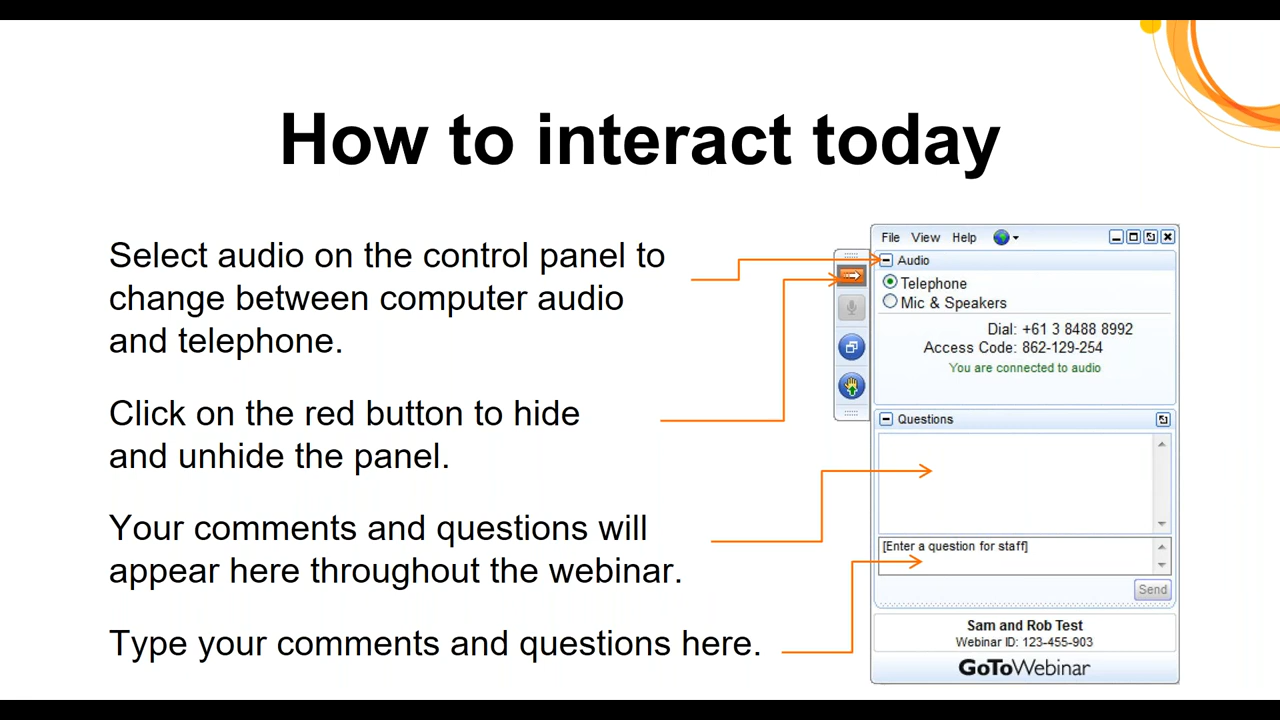 How to interact today
Select audio on the control panel to
change between computer audio
and telephone.
Click on the red button to hide
and unhide the panel.
Your comments and questions will
appear here throughout the webinar.
Type your comments and questions here.
File View Help
Audio
Telephone
Mic & Speakers
Dial: +61 3 8488 8992
Access Code: 862-129-254
You are connected to audio
Questions
[Enter a question for staff]
Send
Sam and Rob Test
Webinar ID: 123-455-903
GoToWebinar